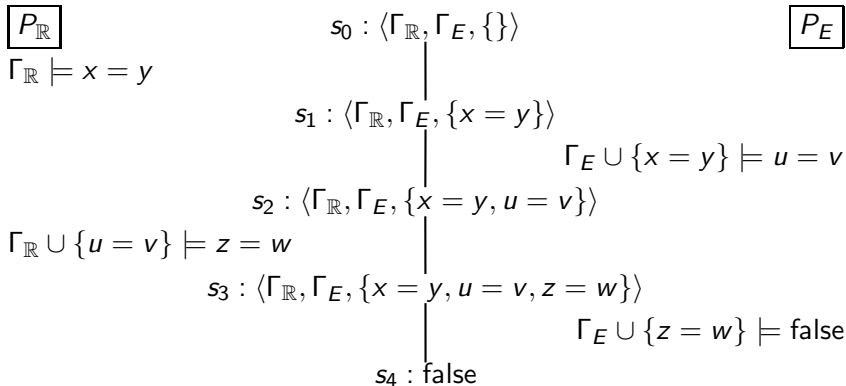 P_ℝ s₀ : ⟨Γ_ℝ, Γ_E, {}⟩ P_E
Γ_ℝ ⊨ x = y
s₁ : ⟨Γ_ℝ, Γ_E, {x = y}⟩
Γ_E ∪ {x = y} ⊨ u = v
s₂ : ⟨Γ_ℝ, Γ_E, {x = y, u = v}⟩
Γ_ℝ ∪ {u = v} ⊨ z = w
s₃ : ⟨Γ_ℝ, Γ_E, {x = y, u = v, z = w}⟩
Γ_E ∪ {z = w} ⊨ false
s₄ : false